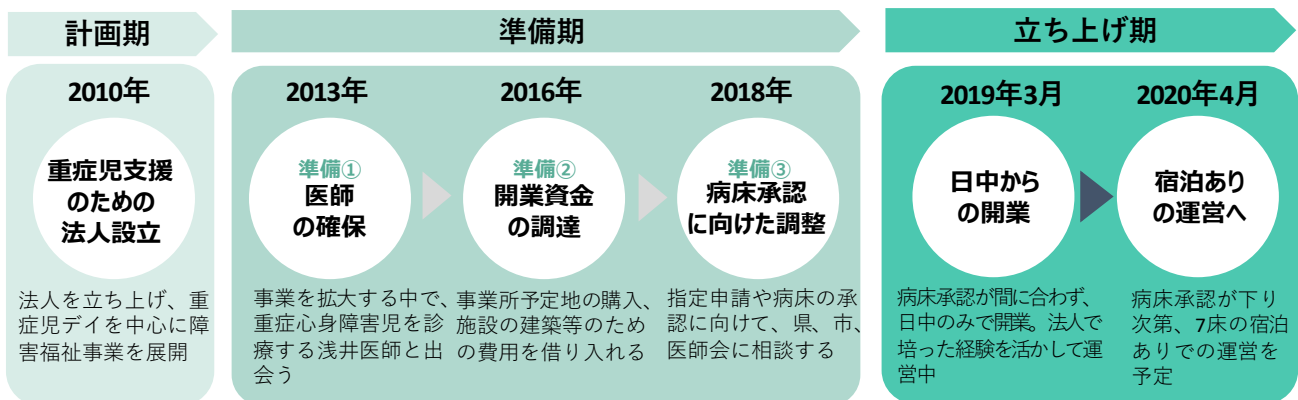 計画期
準備期
立ち上げ期
2010年
重症児支援
のための
法人設立
法人を立ち上げ、重
症児デイを中心に障
害福祉事業を展開
2013年
準備①
医師
の確保
事業を拡大する中で、
重症心身障害児を診
療する浅井医師と出
会う
2016年
準備②
開業資金
の調達
事業所予定地の購入、
施設の建築等のため
の費用を借り入れる
2018年
準備③
病床承認
に向けた調整
指定申請や病床の承
認に向けて、県、市、
医師会に相談する
2019年3月
日中から
の開業
病床承認が間に合わず、
日中のみで開業。法人で
培った経験を活かして運
営中
2020年4月
宿泊あり
の運営へ
病床承認が下り
次第、7床の宿泊
ありでの運営を
予定